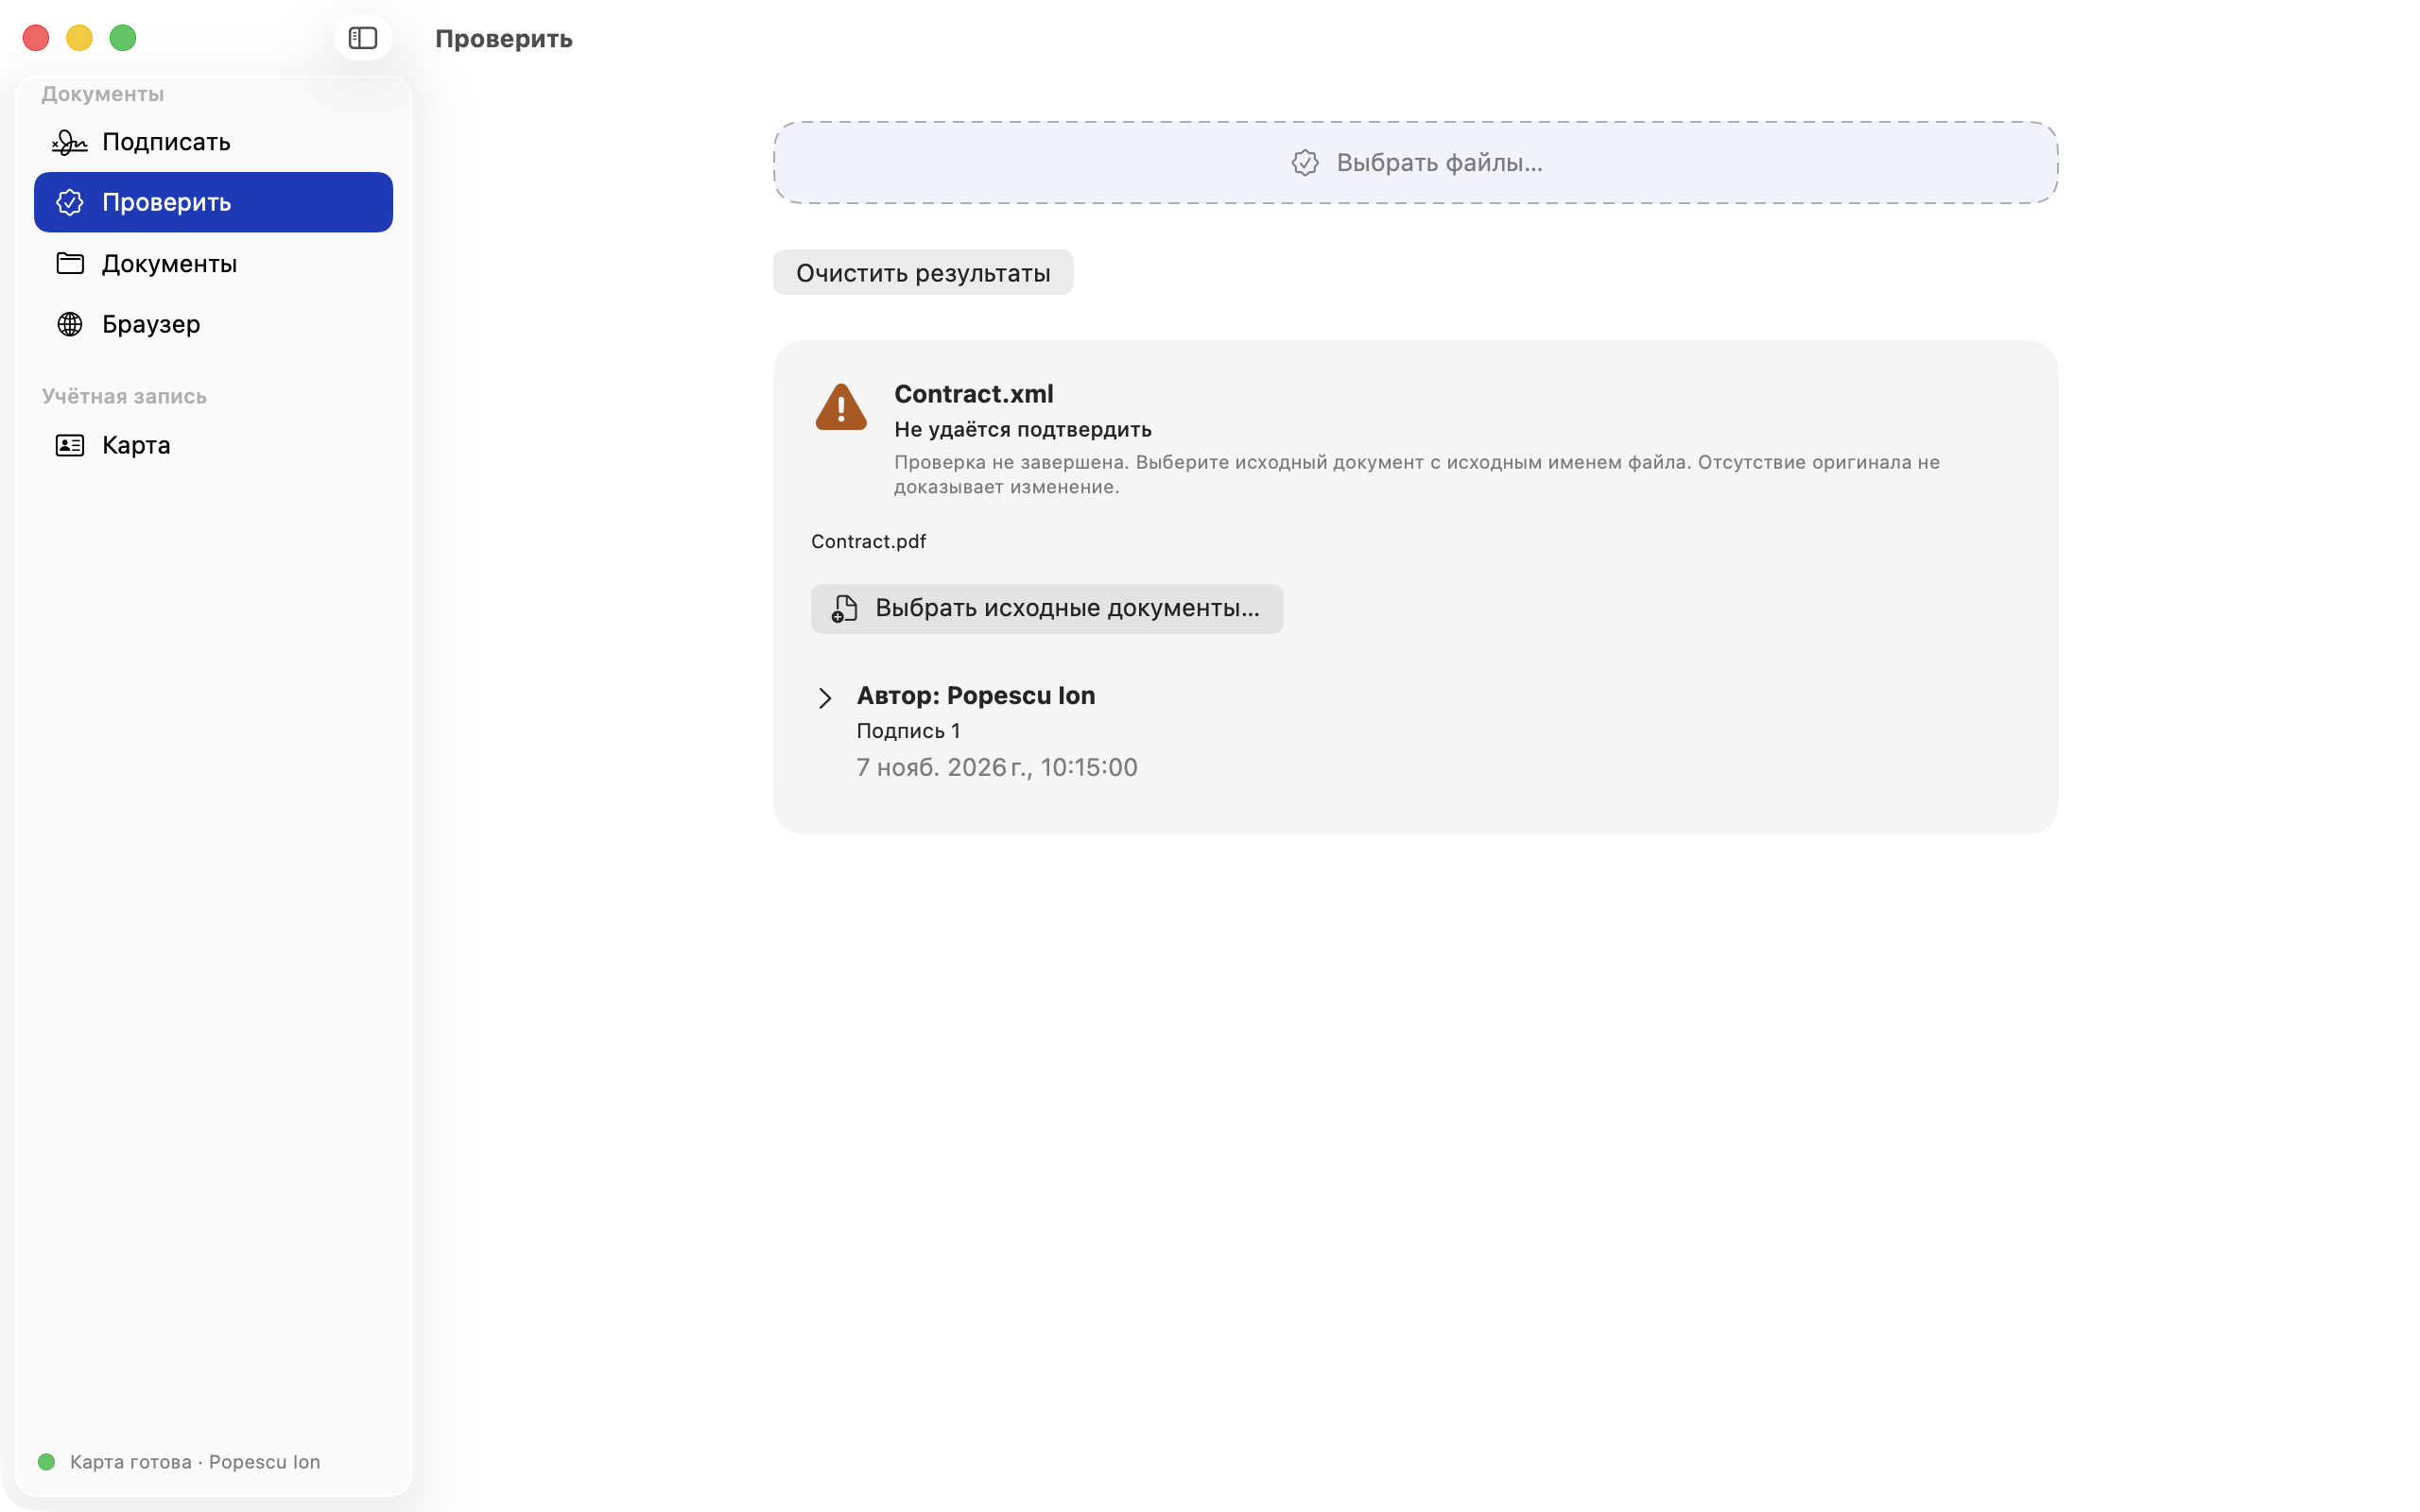 Проверить
Документы
Подписать
Проверить
Документы
Браузер
Учётная запись
Карта
Карта готова · Popescu Ion
Выбрать файлы...
Очистить результаты
Contract.xml
Не удаётся подтвердить
Проверка не завершена. Выберите исходный документ с исходным именем файла. Отсутствие оригинала не
доказывает изменение.
Contract.pdf
Выбрать исходные документы...
Автор: Popescu Ion
Подпись 1
7 нояб. 2026 г., 10:15:00